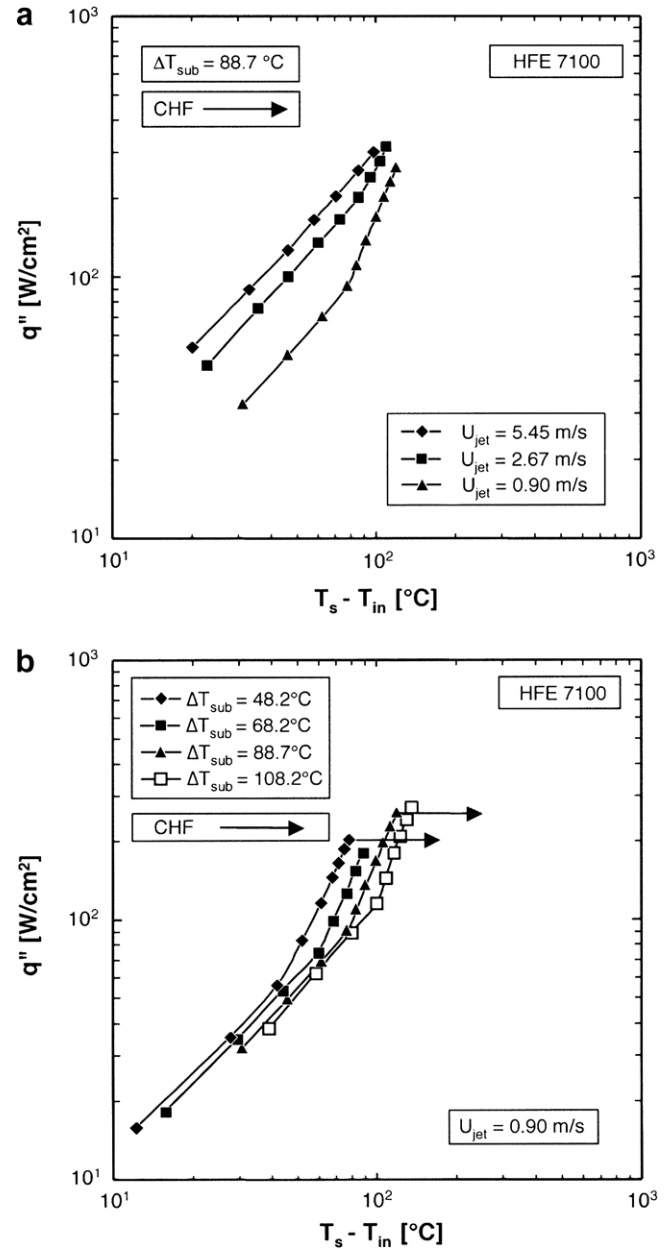 a
10³
ΔT_sub = 88.7 °C
HFE 7100
CHF
q" [W/cm²]
10²
U_jet = 5.45 m/s
U_jet = 2.67 m/s
U_jet = 0.90 m/s
10¹
10¹
10²
10³
T_s - T_in [°C]
b
10³
ΔT_sub = 48.2°C
HFE 7100
ΔT_sub = 68.2°C
ΔT_sub = 88.7°C
ΔT_sub = 108.2°C
CHF
q" [W/cm²]
10²
U_jet = 0.90 m/s
10¹
10¹
10²
10³
T_s - T_in [°C]